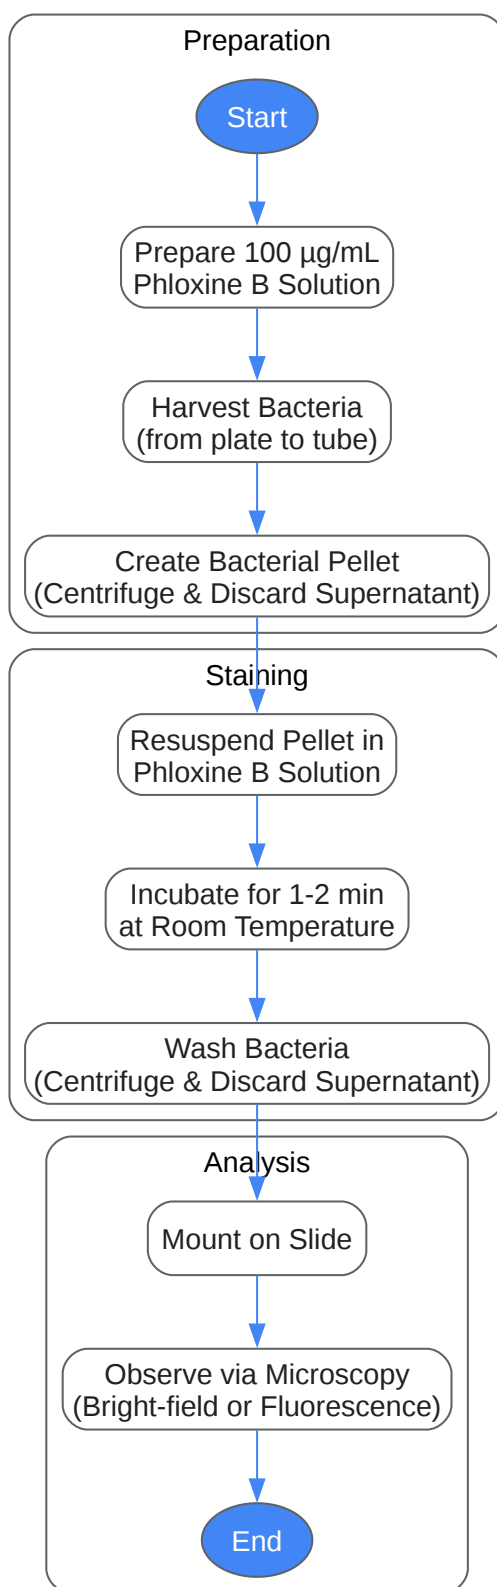 Preparation
Start
Prepare 100 µg/mL
Phloxine B Solution
Harvest Bacteria
(from plate to tube)
Create Bacterial Pellet
(Centrifuge & Discard Supernatant)
Staining
Resuspend Pellet in
Phloxine B Solution
Incubate for 1-2 min
at Room Temperature
Wash Bacteria
(Centrifuge & Discard Supernatant)
Analysis
Mount on Slide
Observe via Microscopy
(Bright-field or Fluorescence)
End